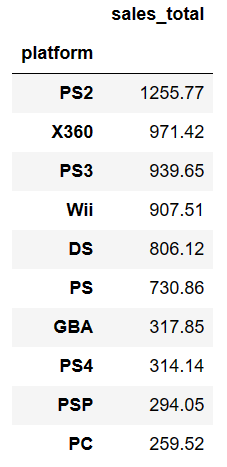 sales_total
platform
PS2 1255.77
X360 971.42
PS3 939.65
Wii 907.51
DS 806.12
PS 730.86
GBA 317.85
PS4 314.14
PSP 294.05
PC 259.52